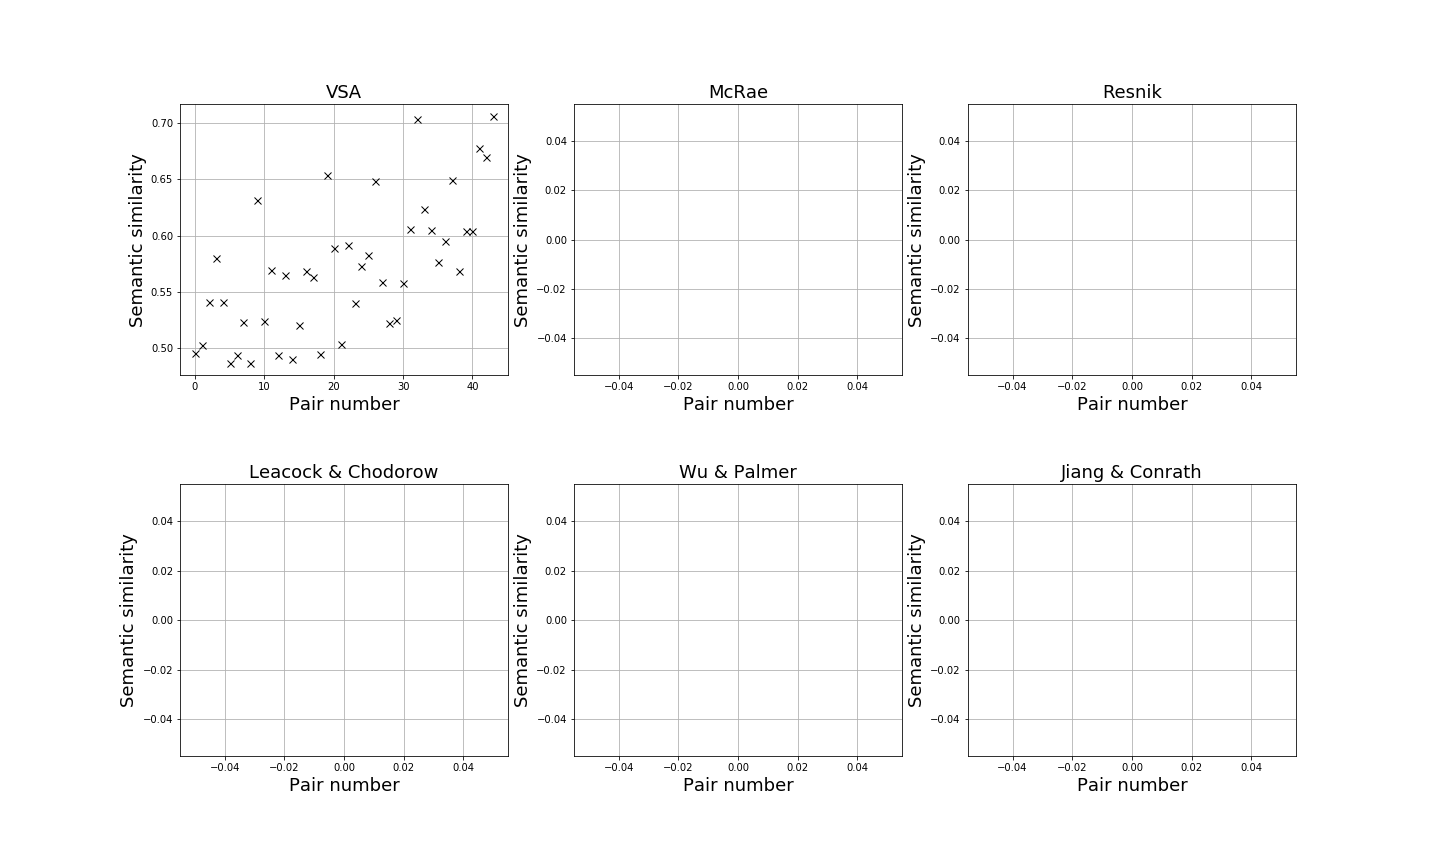 VSA
McRae
Resnik
Semantic similarity
0.70
0.65
0.60
0.55
0.50
0 10 20 30 40
Pair number
Semantic similarity
0.04
0.02
0.00
−0.02
−0.04
−0.04 −0.02 0.00 0.02 0.04
Pair number
Semantic similarity
0.04
0.02
0.00
−0.02
−0.04
−0.04 −0.02 0.00 0.02 0.04
Pair number
Leacock & Chodorow
Wu & Palmer
Jiang & Conrath
Semantic similarity
0.04
0.02
0.00
−0.02
−0.04
−0.04 −0.02 0.00 0.02 0.04
Pair number
Semantic similarity
0.04
0.02
0.00
−0.02
−0.04
−0.04 −0.02 0.00 0.02 0.04
Pair number
Semantic similarity
0.04
0.02
0.00
−0.02
−0.04
−0.04 −0.02 0.00 0.02 0.04
Pair number